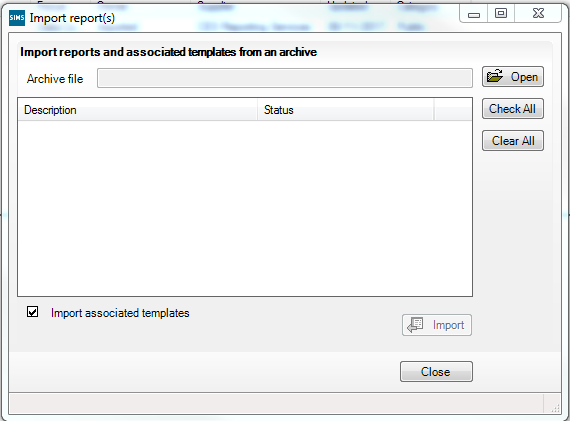 SIMS Import report(s)
Import reports and associated templates from an archive
Archive file
Open
Description Status
Check All
Clear All
Import associated templates
Import
Close